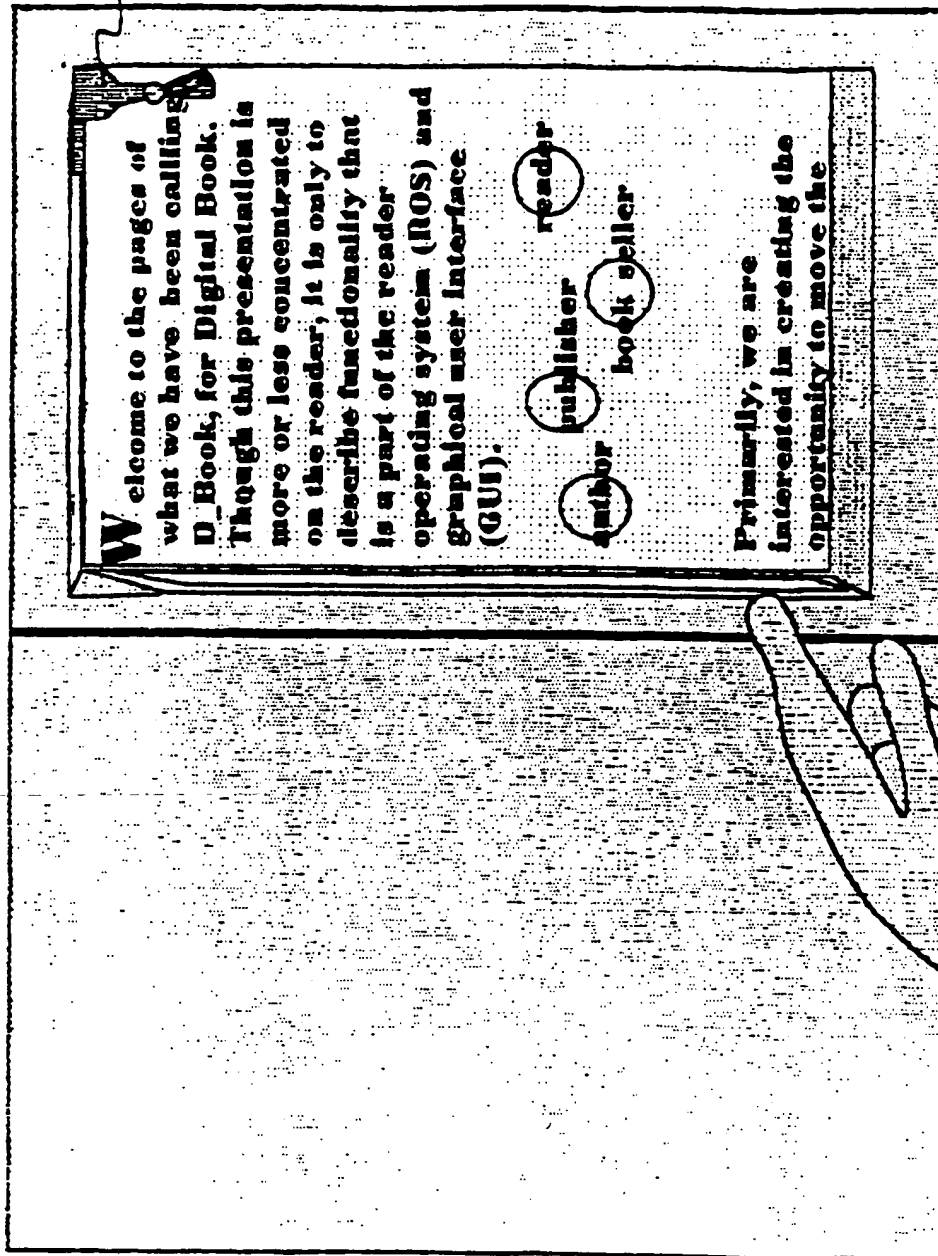 Welcome to the pages of
what we have been calling
D_Book, for Digital Book.
Though this presentation is
more or less concentrated
on the reader, it is only to
describe functionality that
is a part of the reader
operating system (ROS) and
graphical user interface
(GUI).
author
publisher
book seller
reader
Primarily, we are
interested in creating the
opportunity to move the